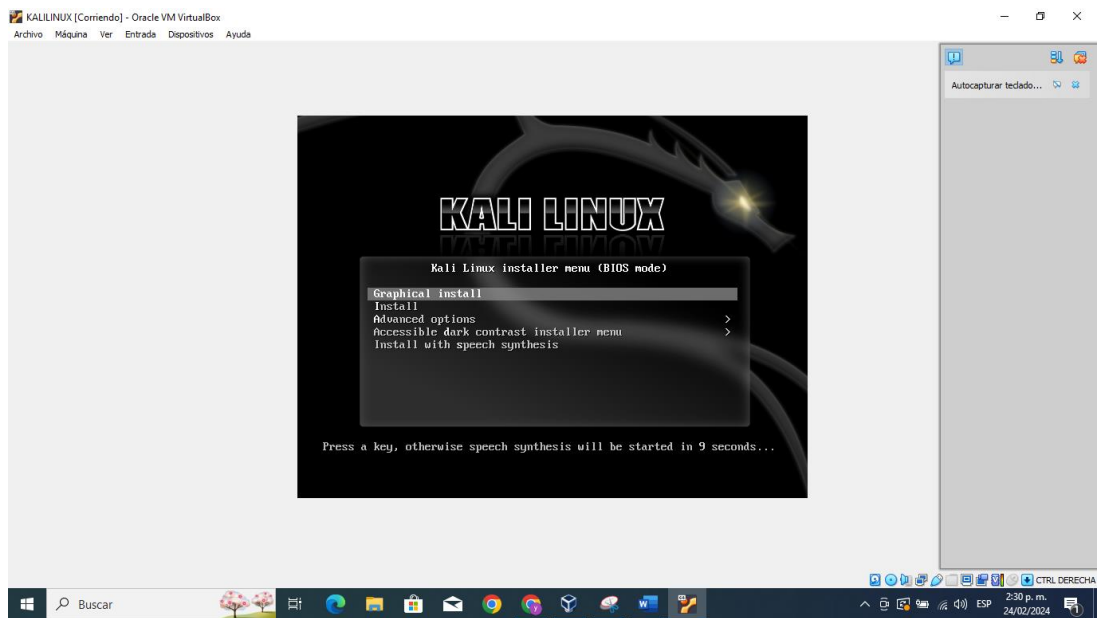 KALILINUX [Corriendo] - Oracle VM VirtualBox
Archivo Máquina Ver Entrada Dispositivos Ayuda
Autocapturar teclado...
KALI LINUX
Kali Linux installer menu (BIOS mode)
Graphical install
Install
Advanced options >
Accessible dark contrast installer menu >
Install with speech synthesis
Press a key, otherwise speech synthesis will be started in 9 seconds...
CTRL DERECHA
Buscar
ESP
2:30 p. m.
24/02/2024
1